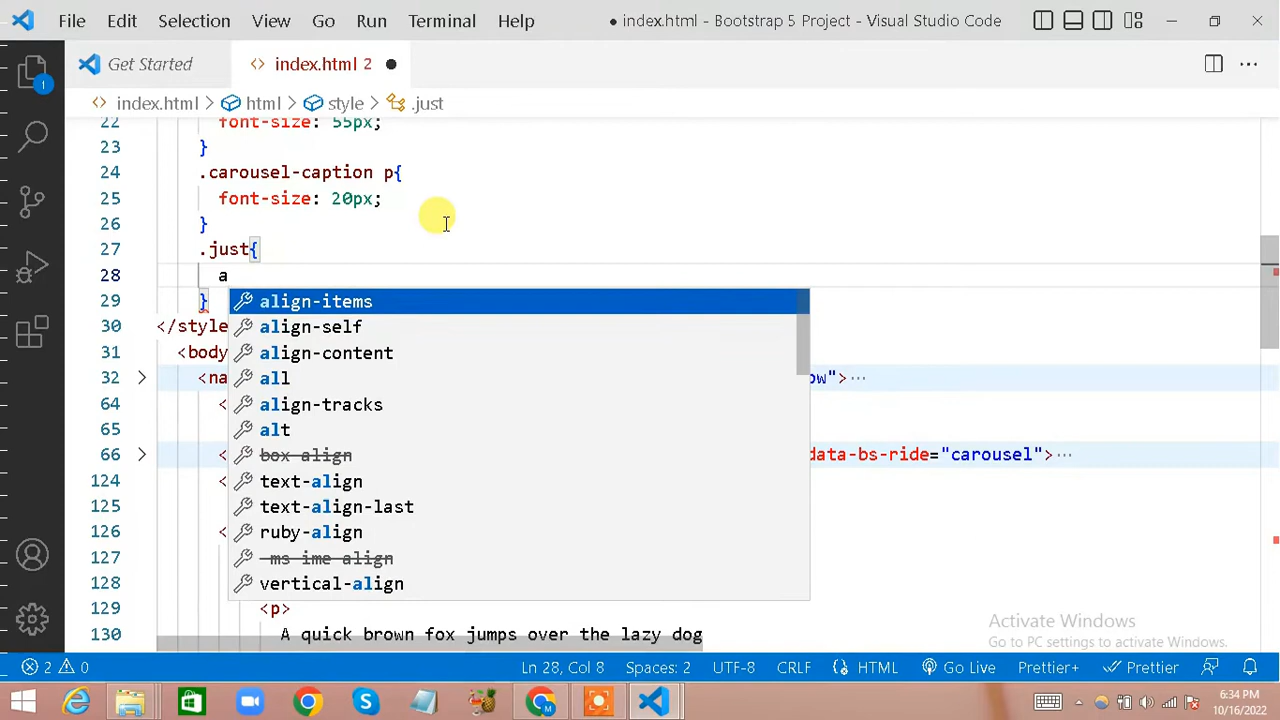 File Edit Selection View Go Run Terminal Help ● index.html - Bootstrap 5 Project - Visual Studio Code
Get Started <> index.html 2 ●
<> index.html > html > style > .just
22 font-size: 55px;
23 }
24 .carousel-caption p{
25 font-size: 20px;
26 }
27 .just{
28 a
align-items
29 }
align-self
30 </style
align-content
31 <body
all
32 <na ow"> ···
align-tracks
64 <
alt
65 <
box-align
66 < data-bs-ride="carousel"> ···
text-align
124 <
text-align-last
125
ruby-align
126 <
-ms-ime-align
127
vertical-align
128
129 <p>
130 A quick brown fox jumps over the lazy dog
Activate Windows
Go to PC settings to activate Windows.
1
2 0 Ln 28, Col 8 Spaces: 2 UTF-8 CRLF HTML Go Live Prettier+ Prettier
6:34 PM
10/16/2022